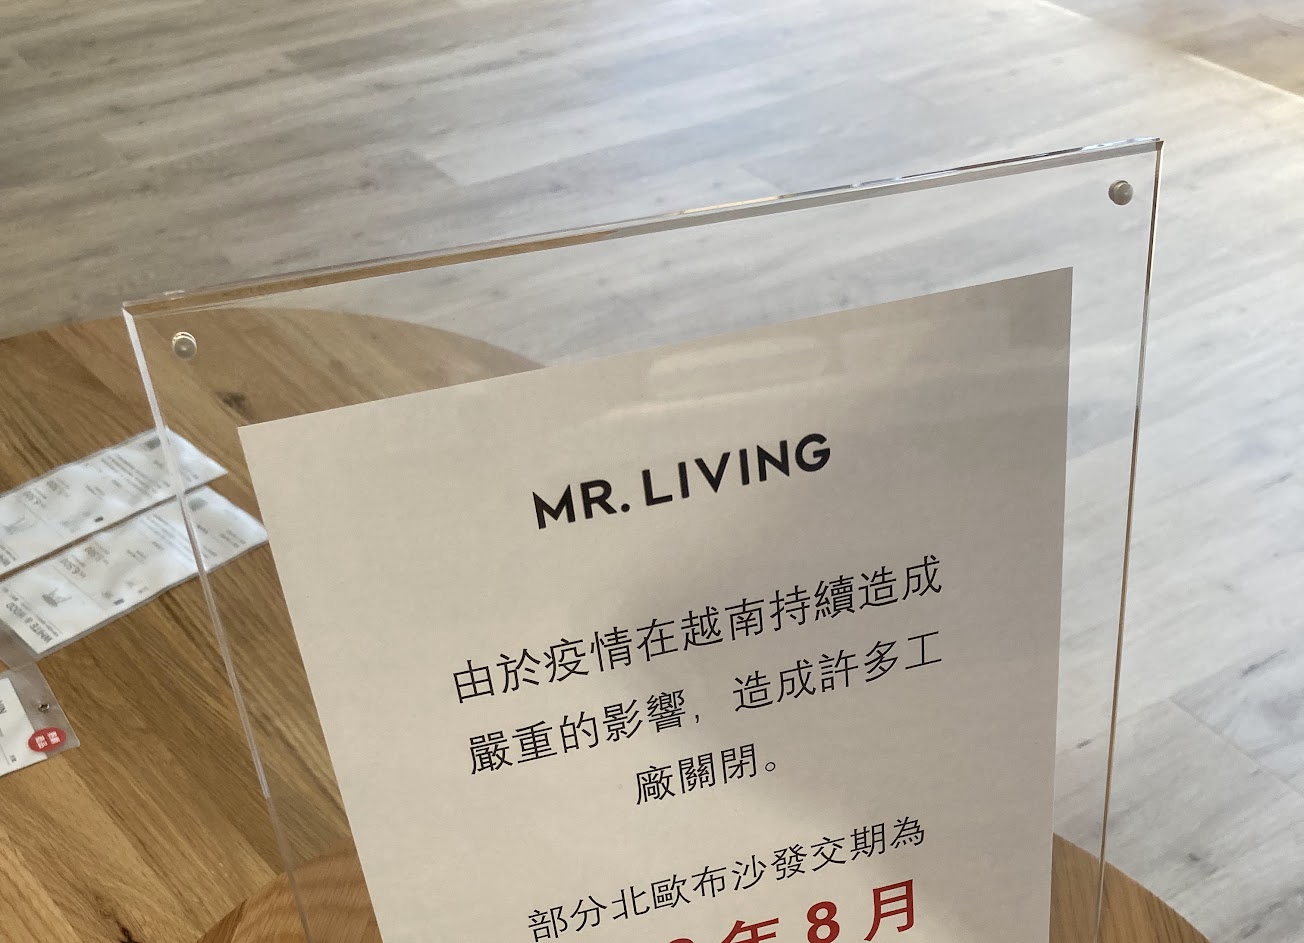 MR. LIVING
由於疫情在越南持續造成
嚴重的影響，造成許多工
廠關閉。
部分北歐布沙發交期為
年 8 月